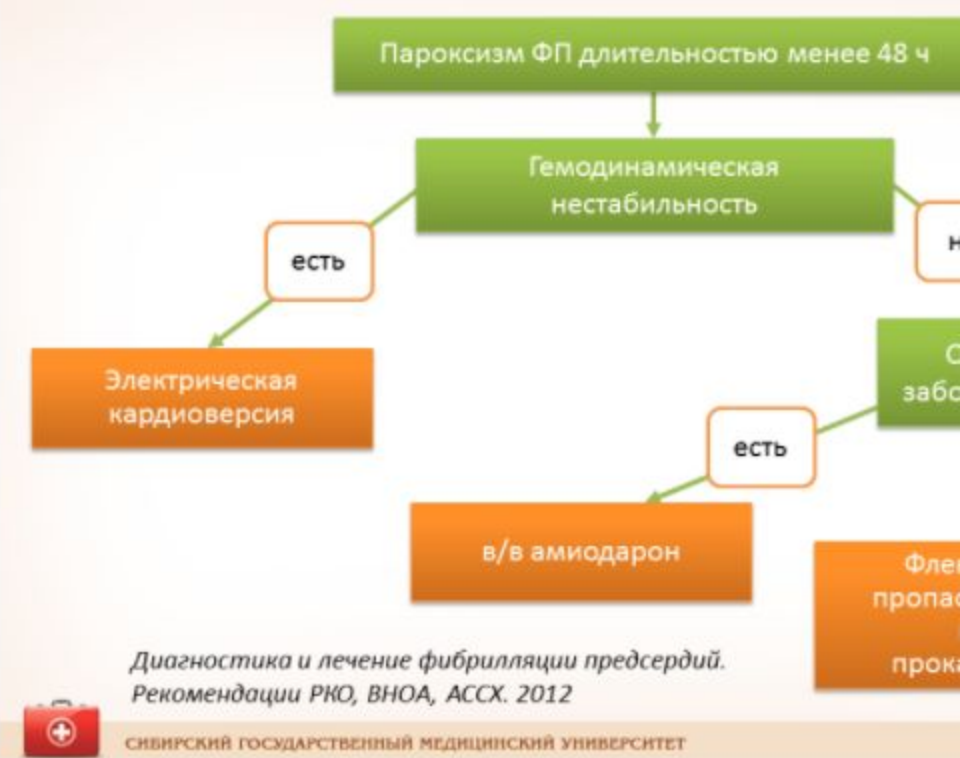 Пароксизм ФП длительностью менее 48 ч
Гемодинамическая
нестабильность
есть
Электрическая
кардиоверсия
есть
в/в амиодарон
Диагностика и лечение фибрилляции предсердий.
Рекомендации РКО, ВНОА, АССХ. 2012
СИБИРСКИЙ ГОСУДАРСТВЕННЫЙ МЕДИЦИНСКИЙ УНИВЕРСИТЕТ